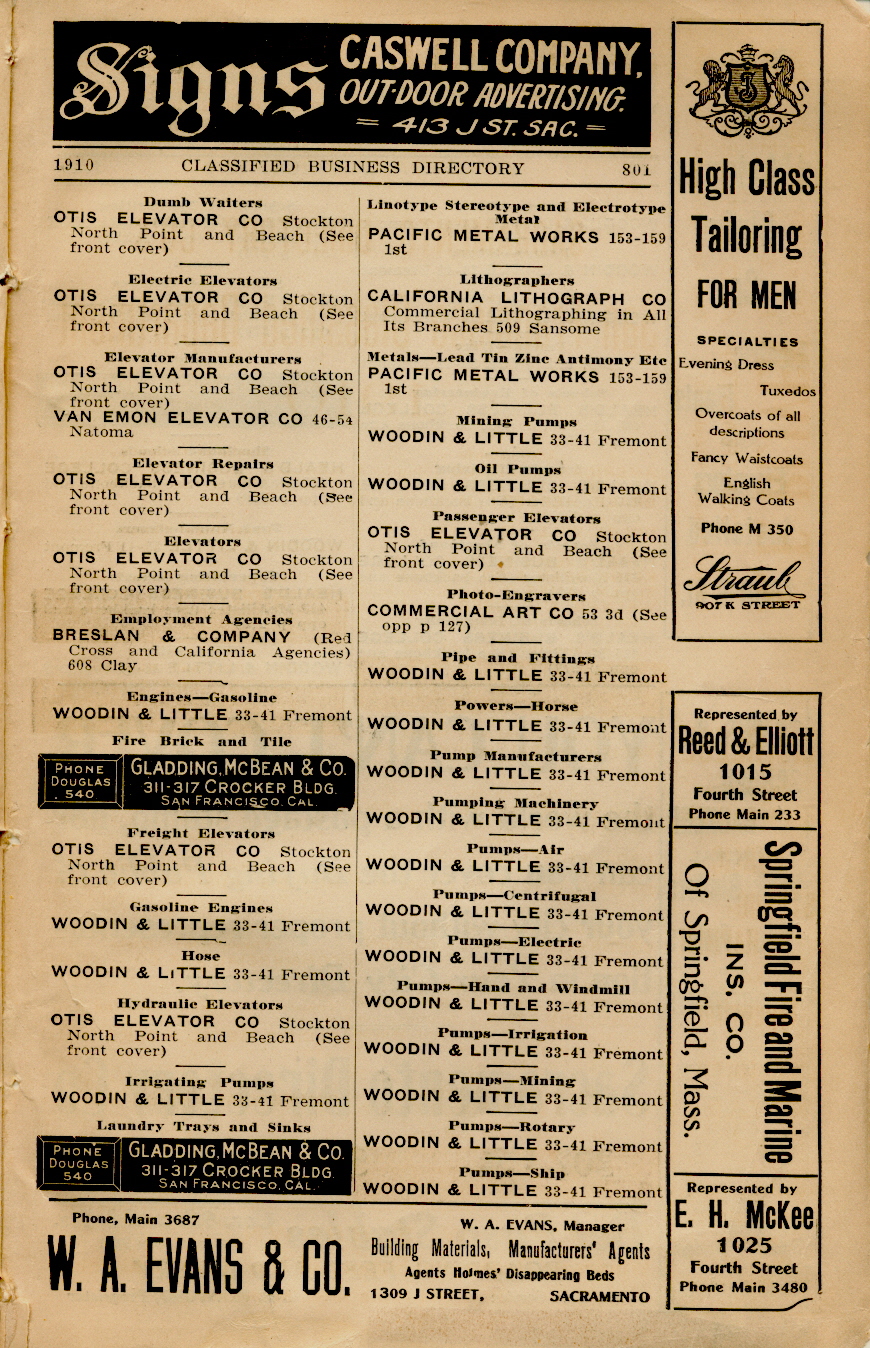 Signs
CASWELL COMPANY,
OUT-DOOR ADVERTISING.
= 413 J ST. SAC. =
1910 CLASSIFIED BUSINESS DIRECTORY 801
Dumb Waiters
OTIS ELEVATOR CO Stockton
North Point and Beach (See
front cover)
Electric Elevators
OTIS ELEVATOR CO Stockton
North Point and Beach (See
front cover)
Elevator Manufacturers
OTIS ELEVATOR CO Stockton
North Point and Beach (See
front cover)
VAN EMON ELEVATOR CO 46-54
Natoma
Elevator Repairs
OTIS ELEVATOR CO Stockton
North Point and Beach (See
front cover)
Elevators
OTIS ELEVATOR CO Stockton
North Point and Beach (See
front cover)
Employment Agencies
BRESLAN & COMPANY (Red
Cross and California Agencies)
608 Clay
Engines—Gasoline
WOODIN & LITTLE 33-41 Fremont
Fire Brick and Tile
PHONE
DOUGLAS
540
GLADDING, MCBEAN & CO.
311-317 CROCKER BLDG.
SAN FRANCISCO, CAL.
Freight Elevators
OTIS ELEVATOR CO Stockton
North Point and Beach (See
front cover)
Gasoline Engines
WOODIN & LITTLE 33-41 Fremont
Hose
WOODIN & LITTLE 33-41 Fremont
Hydraulic Elevators
OTIS ELEVATOR CO Stockton
North Point and Beach (See
front cover)
Irrigating Pumps
WOODIN & LITTLE 33-41 Fremont
Laundry Trays and Sinks
PHONE
DOUGLAS
540
GLADDING, MCBEAN & CO.
311-317 CROCKER BLDG.
SAN FRANCISCO, CAL.
Linotype Stereotype and Electrotype
Metal
PACIFIC METAL WORKS 153-159
1st
Lithographers
CALIFORNIA LITHOGRAPH CO
Commercial Lithographing in All
Its Branches 509 Sansome
Metals—Lead Tin Zinc Antimony Etc
PACIFIC METAL WORKS 153-159
1st
Mining Pumps
WOODIN & LITTLE 33-41 Fremont
Oil Pumps
WOODIN & LITTLE 33-41 Fremont
Passenger Elevators
OTIS ELEVATOR CO Stockton
North Point and Beach (See
front cover)
Photo-Engravers
COMMERCIAL ART CO 53 3d (See
opp p 127)
Pipe and Fittings
WOODIN & LITTLE 33-41 Fremont
Powers—Horse
WOODIN & LITTLE 33-41 Fremont
Pump Manufacturers
WOODIN & LITTLE 33-41 Fremont
Pumping Machinery
WOODIN & LITTLE 33-41 Fremont
Pumps—Air
WOODIN & LITTLE 33-41 Fremont
Pumps—Centrifugal
WOODIN & LITTLE 33-41 Fremont
Pumps—Electric
WOODIN & LITTLE 33-41 Fremont
Pumps—Hand and Windmill
WOODIN & LITTLE 33-41 Fremont
Pumps—Irrigation
WOODIN & LITTLE 33-41 Fremont
Pumps—Mining
WOODIN & LITTLE 33-41 Fremont
Pumps—Rotary
WOODIN & LITTLE 33-41 Fremont
Pumps—Ship
WOODIN & LITTLE 33-41 Fremont
High Class
Tailoring
FOR MEN
SPECIALTIES
Evening Dress
Tuxedos
Overcoats of all
descriptions
Fancy Waistcoats
English
Walking Coats
Phone M 350
Straub
907 K STREET
Represented by
Reed & Elliott
1015
Fourth Street
Phone Main 233
Springfield Fire and Marine
INS. CO.
Of Springfield, Mass.
Represented by
E. H. McKee
1025
Fourth Street
Phone Main 3480
Phone, Main 3687
W. A. EVANS & CO.
W. A. EVANS, Manager
Building Materials, Manufacturers' Agents
Agents Holmes' Disappearing Beds
1309 J STREET, SACRAMENTO